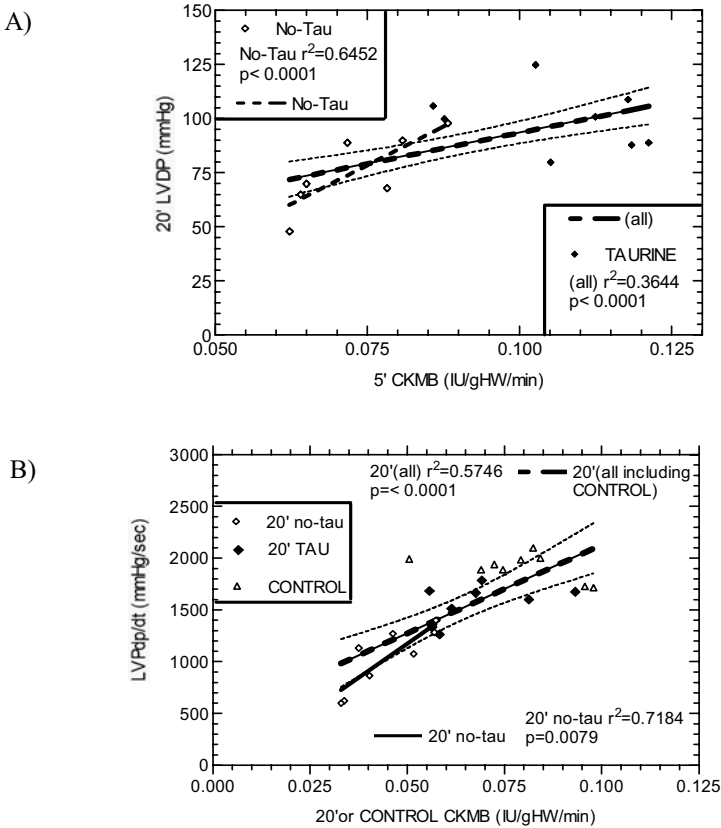 A)
No-Tau
No-Tau r²=0.6452
p< 0.0001
No-Tau
150
125
100
75
50
25
0
20' LVDP (mmHg)
(all)
TAURINE
(all) r²=0.3644
p< 0.0001
0.050 0.075 0.100 0.125
5' CKMB (IU/gHW/min)
B)
3000
2500
2000
1500
1000
500
0
LVPdp/dt (mmHg/sec)
20'(all) r²=0.5746
p=< 0.0001
20'(all including
CONTROL)
20' no-tau
20' TAU
CONTROL
20' no-tau
20' no-tau r²=0.7184
p=0.0079
0.000 0.025 0.050 0.075 0.100 0.125
20'or CONTROL CKMB (IU/gHW/min)